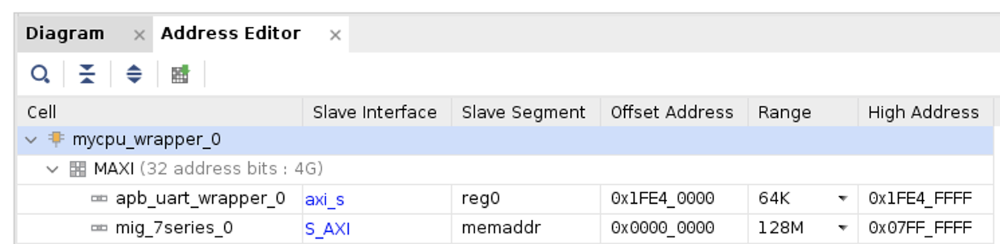 Diagram × Address Editor ×
Cell Slave Interface Slave Segment Offset Address Range High Address
mycpu_wrapper_0
MAXI (32 address bits : 4G)
apb_uart_wrapper_0 axi_s reg0 0x1FE4_0000 64K 0x1FE4_FFFF
mig_7series_0 S_AXI memaddr 0x0000_0000 128M 0x07FF_FFFF